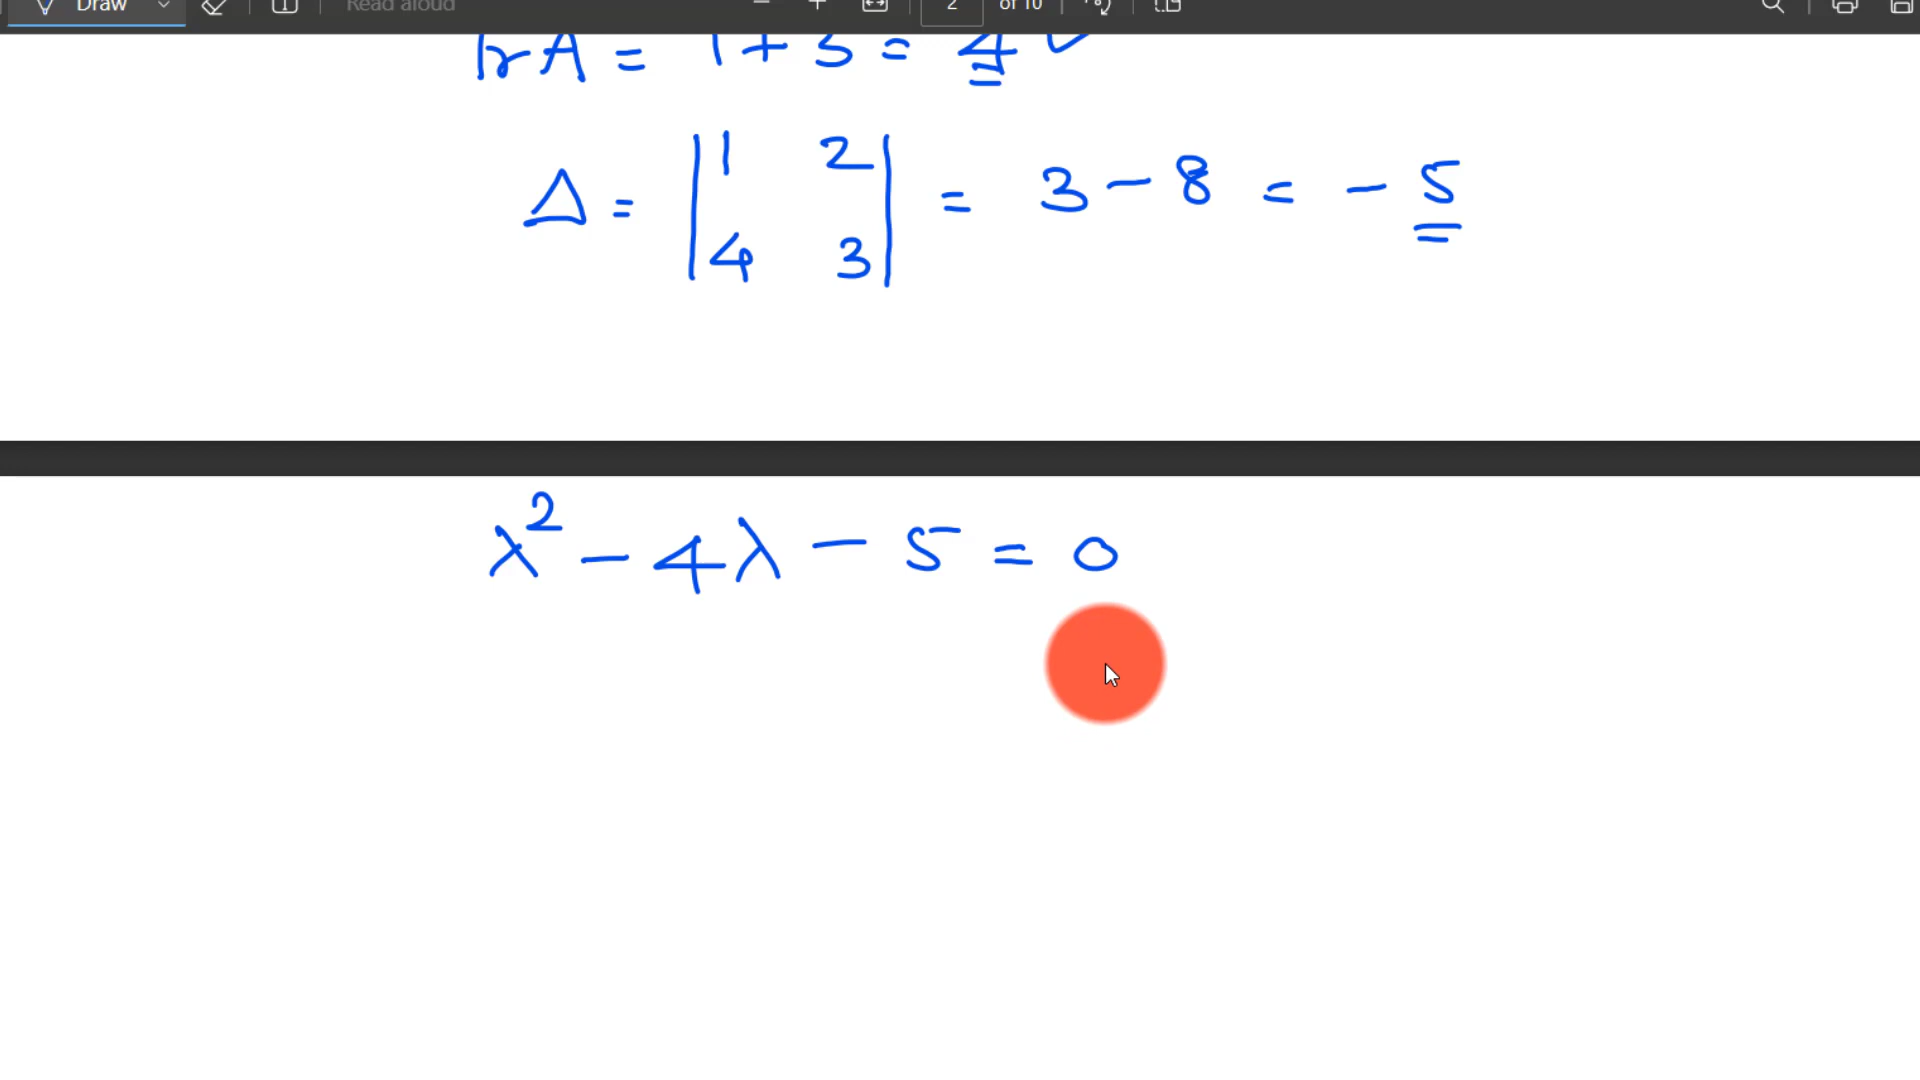 Draw Read aloud 2 of 10
trA = 1 + 3 = 4 ✓
Δ = | 1 2 | = 3 - 8 = - 5
| 4 3 |
λ² - 4λ - 5 = 0